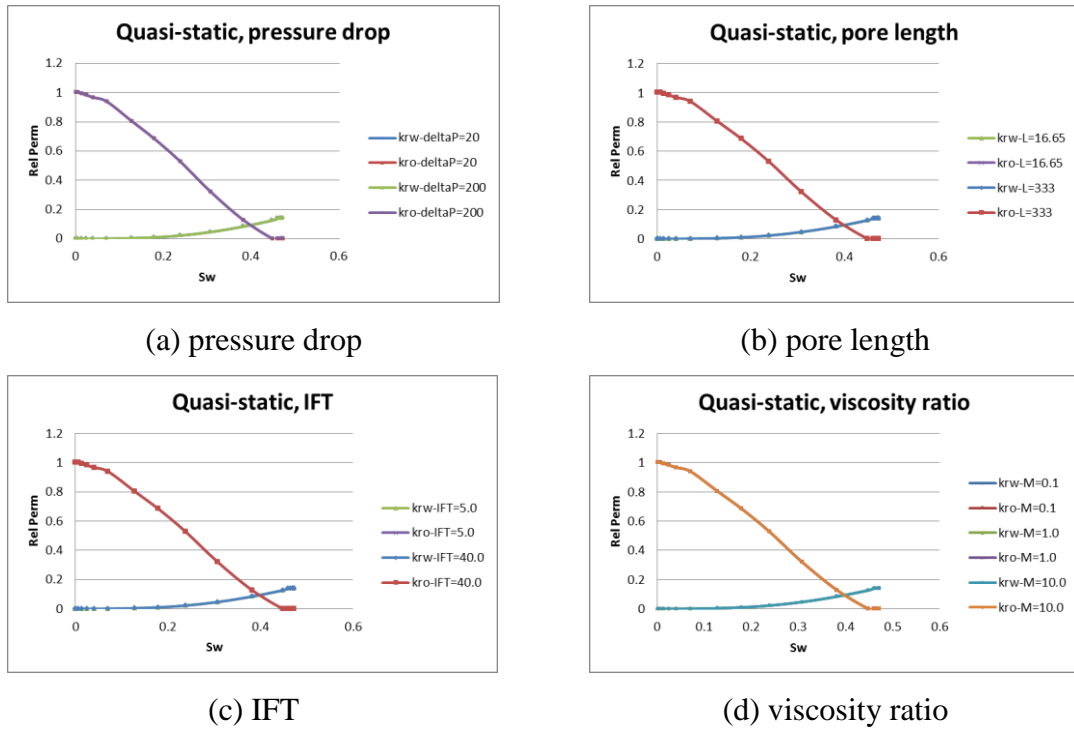 Quasi-static, pressure drop
1.2
1
0.8
0.6
0.4
0.2
0
Rel Perm
0
0.2
0.4
0.6
Sw
krw-deltaP=20
kro-deltaP=20
krw-deltaP=200
kro-deltaP=200
(a) pressure drop
Quasi-static, pore length
1.2
1
0.8
0.6
0.4
0.2
0
Rel Perm
0
0.2
0.4
0.6
Sw
krw-L=16.65
kro-L=16.65
krw-L=333
kro-L=333
(b) pore length
Quasi-static, IFT
1.2
1
0.8
0.6
0.4
0.2
0
Rel Perm
0
0.2
0.4
0.6
Sw
krw-IFT=5.0
kro-IFT=5.0
krw-IFT=40.0
kro-IFT=40.0
(c) IFT
Quasi-static, viscosity ratio
1.2
1
0.8
0.6
0.4
0.2
0
Rel Perm
0
0.1
0.2
0.3
0.4
0.5
0.6
Sw
krw-M=0.1
kro-M=0.1
krw-M=1.0
kro-M=1.0
krw-M=10.0
kro-M=10.0
(d) viscosity ratio